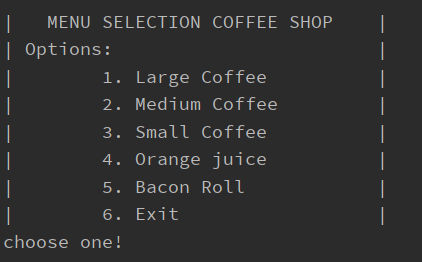 |   MENU SELECTION COFFEE SHOP    |
| Options:                        |
|        1. Large Coffee          |
|        2. Medium Coffee         |
|        3. Small Coffee          |
|        4. Orange juice          |
|        5. Bacon Roll            |
|        6. Exit                  |
choose one!